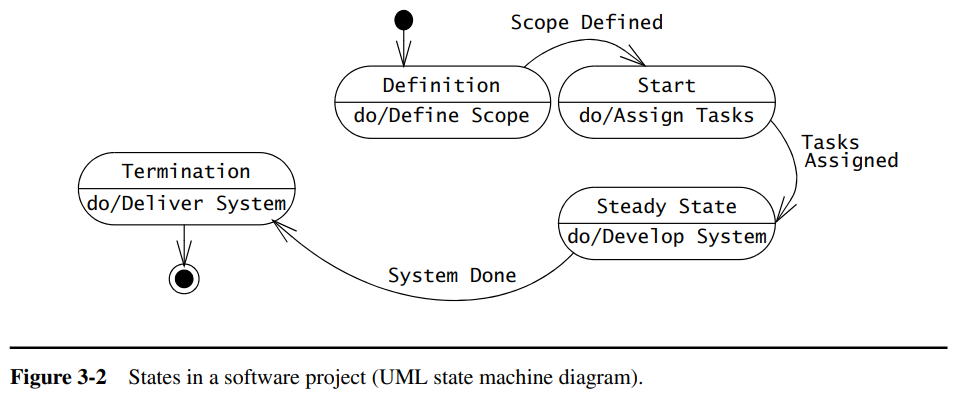 Scope Defined
Definition
do/Define Scope
Start
do/Assign Tasks
Tasks
Assigned
Termination
do/Deliver System
Steady State
do/Develop System
System Done
Figure 3-2 States in a software project (UML state machine diagram).